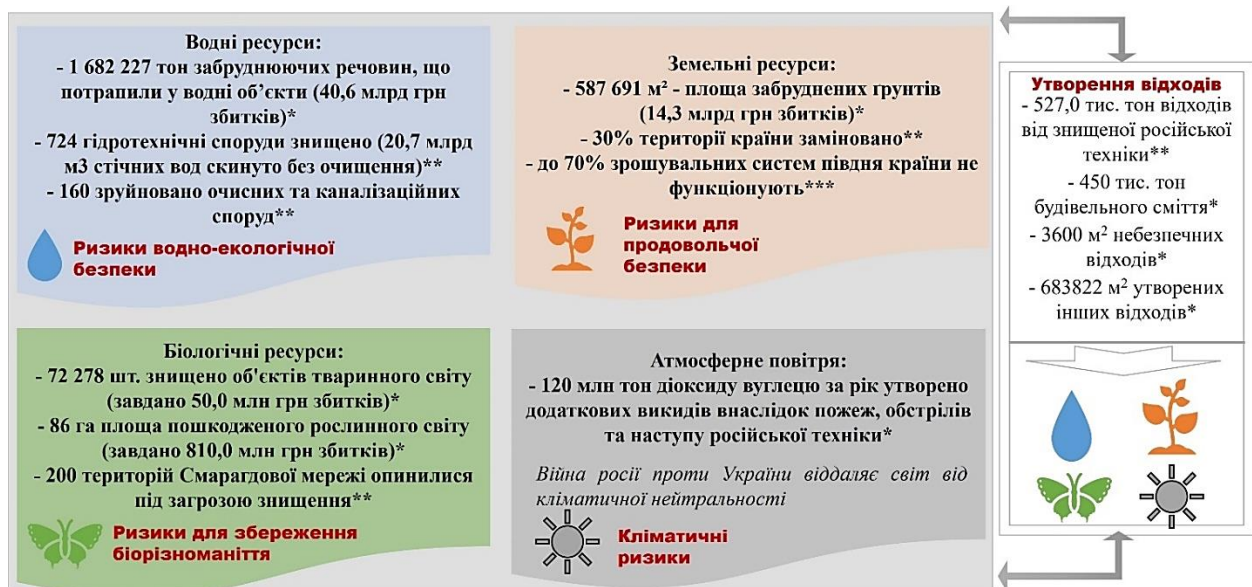 Водні ресурси:
- 1 682 227 тон забруднюючих речовин, що
потрапили у водні об’єкти (40,6 млрд грн
збитків)*
- 724 гідротехнічні споруди знищено (20,7 млрд
м3 стічних вод скинуто без очищення)**
- 160 зруйновано очисних та каналізаційних
споруд**
Ризики водно-екологічної
безпеки
Земельні ресурси:
- 587 691 м² - площа забруднених ґрунтів
(14,3 млрд грн збитків)*
- 30% території країни заміновано**
- до 70% зрошувальних систем півдня країни не
функціонують***
Ризики для
продовольчої
безпеки
Біологічні ресурси:
- 72 278 шт. знищено об'єктів тваринного світу
(завдано 50,0 млн грн збитків)*
- 86 га площа пошкодженого рослинного світу
(завдано 810,0 млн грн збитків)*
- 200 територій Смарагдової мережі опинилися
під загрозою знищення**
Ризики для збереження
біорізноманіття
Атмосферне повітря:
- 120 млн тон діоксиду вуглецю за рік утворено
додаткових викидів внаслідок пожеж, обстрілів
та наступу російської техніки*
Війна росії проти України віддаляє світ від
кліматичної нейтральності
Кліматичні
ризики
Утворення відходів
- 527,0 тис. тон відходів
від знищеної російської
техніки**
- 450 тис. тон
будівельного сміття*
- 3600 м² небезпечних
відходів*
- 683822 м² утворених
інших відходів*